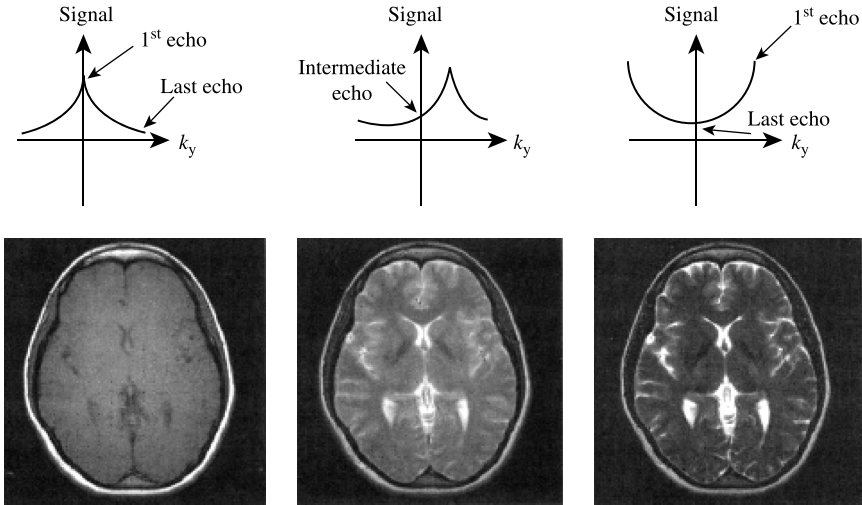 Signal
1st echo
Last echo
ky
Signal
Intermediate
echo
ky
Signal
1st echo
Last echo
ky